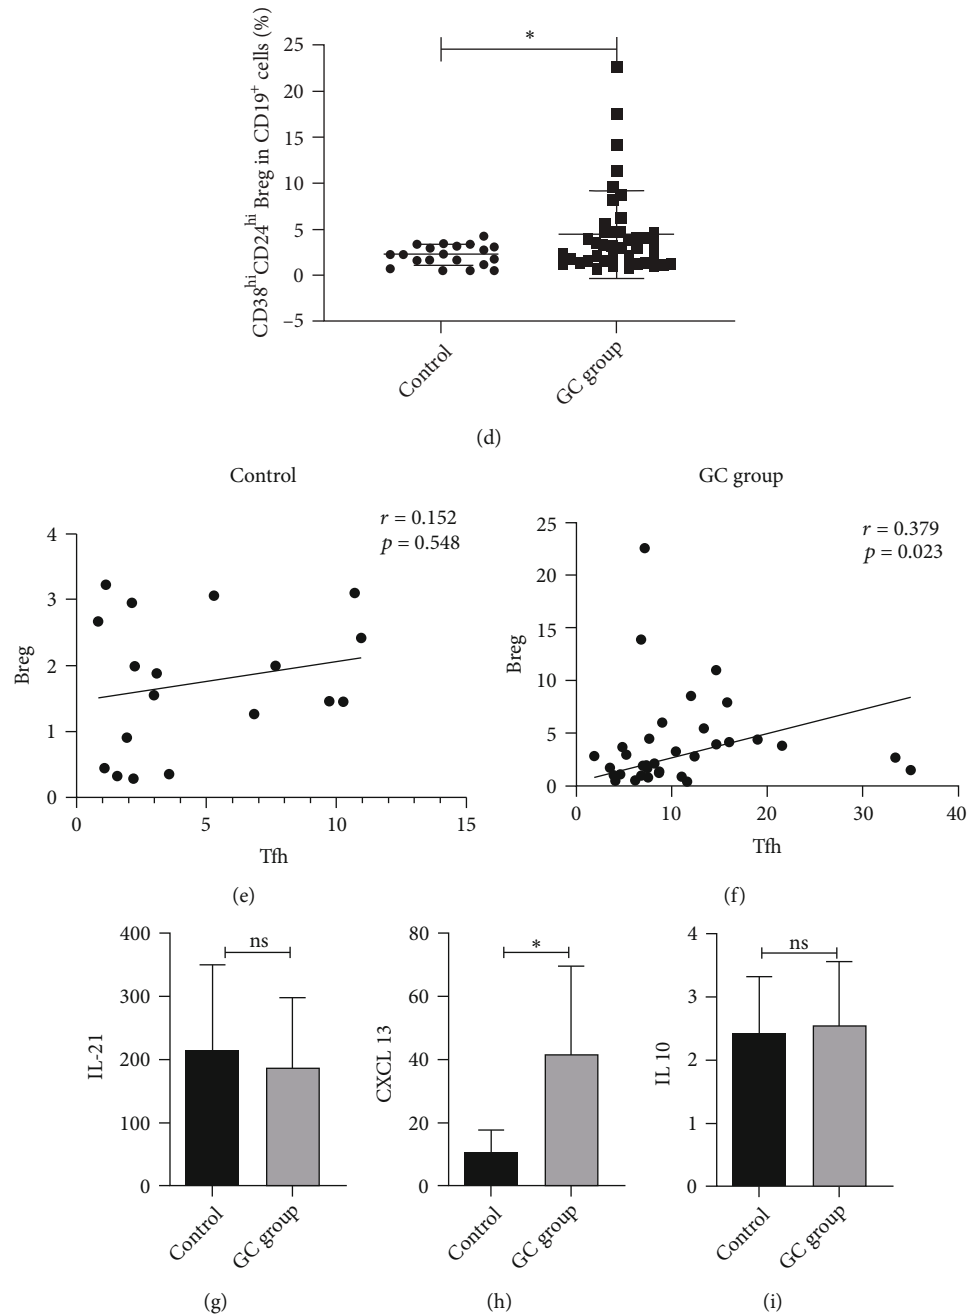 CD38hiCD24hi Breg in CD19+ cells (%)
25
20
15
10
5
0
−5
*
Control
GC group
(d)
Control
r = 0.152
p = 0.548
Breg
4
3
2
1
0
0 5 10 15
Tfh
(e)
GC group
r = 0.379
p = 0.023
Breg
25
20
15
10
5
0
0 10 20 30 40
Tfh
(f)
IL-21
400
300
200
100
0
ns
Control
GC group
(g)
CXCL 13
80
60
40
20
0
*
Control
GC group
(h)
IL 10
4
3
2
1
0
ns
Control
GC group
(i)